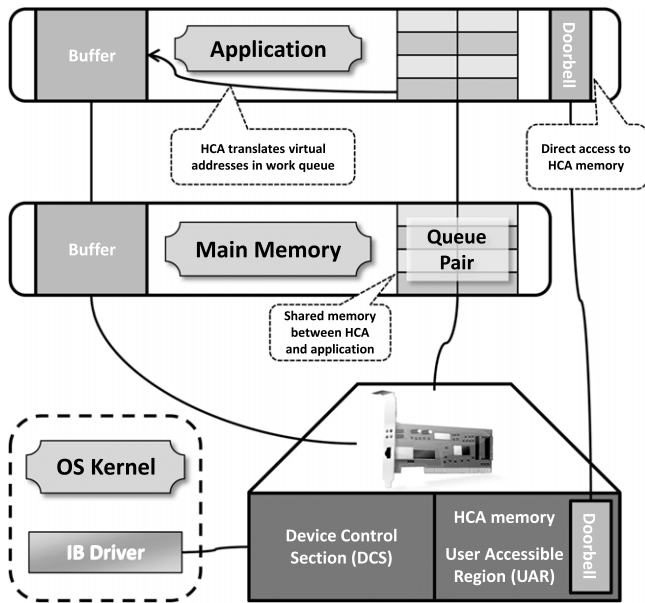 Buffer
Application
Doorbell
HCA translates virtual
addresses in work queue
Direct access to
HCA memory
Buffer
Main Memory
Queue
Pair
Shared memory
between HCA
and application
OS Kernel
IB Driver
Device Control
Section (DCS)
HCA memory
User Accessible
Region (UAR)
Doorbell